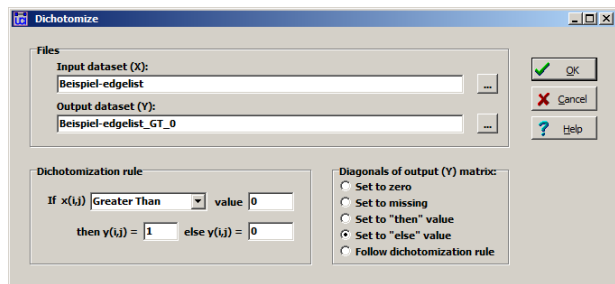 Dichotomize
Files
Input dataset (X):
Beispiel-edgelist
...
Output dataset (Y):
Beispiel-edgelist_GT_0
...
OK
Cancel
Help
Dichotomization rule
If x(i,j) Greater Than value 0
then y(i,j) = 1 else y(i,j) = 0
Diagonals of output (Y) matrix:
Set to zero
Set to missing
Set to "then" value
Set to "else" value
Follow dichotomization rule